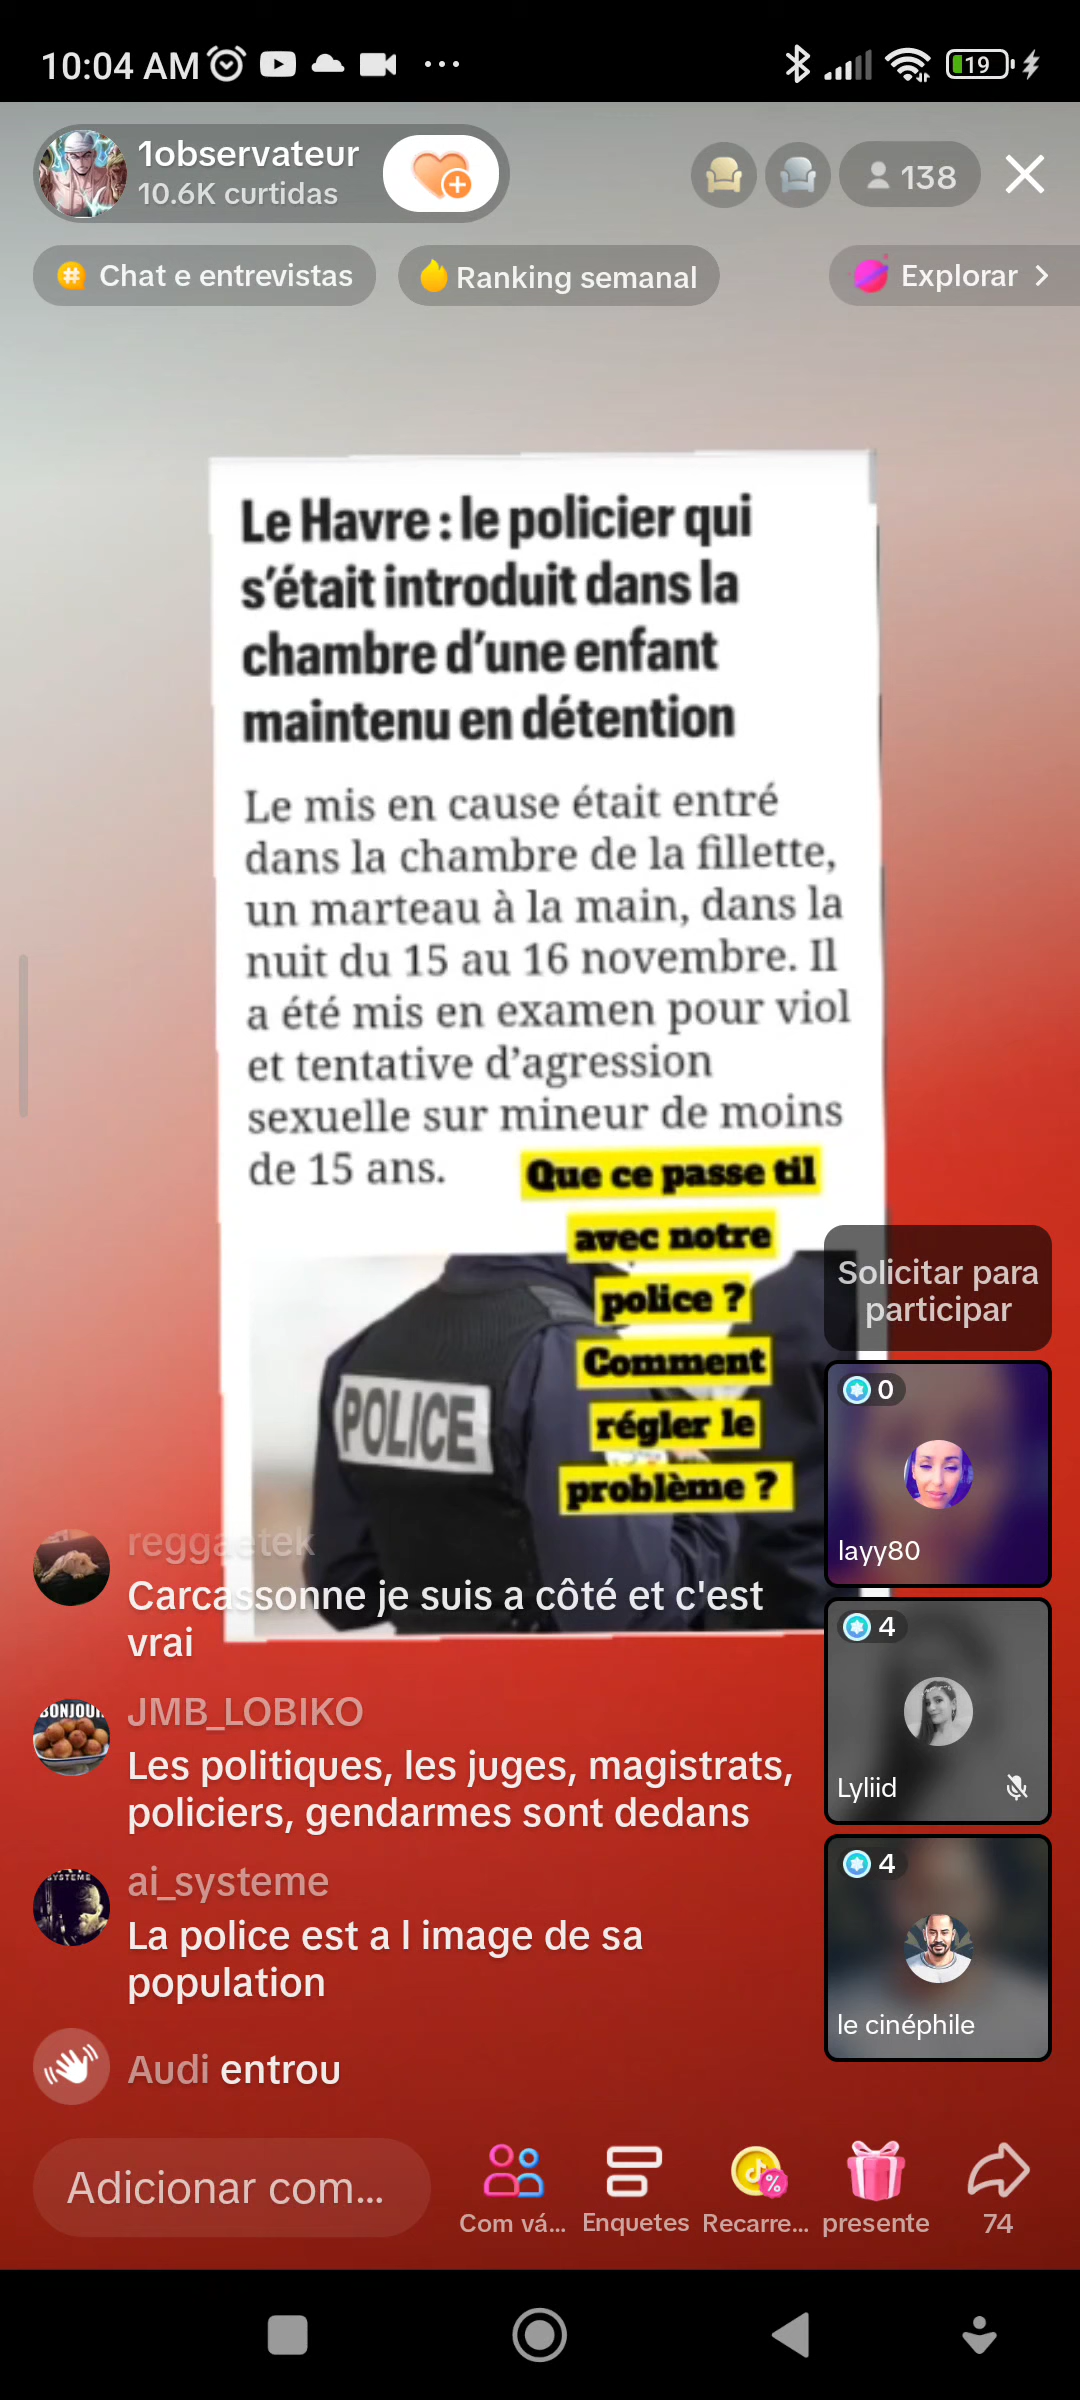 10:04 AM
19
1observateur
10.6K curtidas
138
Chat e entrevistas
Ranking semanal
Explorar
Le Havre : le policier qui
s'était introduit dans la
chambre d'une enfant
maintenu en détention
Le mis en cause était entré
dans la chambre de la fillette,
un marteau à la main, dans la
nuit du 15 au 16 novembre. Il
a été mis en examen pour viol
et tentative d'agression
sexuelle sur mineur de moins
de 15 ans.
Que ce passe til
avec notre
police ?
Comment
régler le
problème ?
POLICE
Solicitar para
participar
0
layy80
4
Lyliid
4
le cinéphile
reggaetek
Carcassonne je suis a côté et c'est
vrai
BONJOUR
JMB_LOBIKO
Les politiques, les juges, magistrats,
policiers, gendarmes sont dedans
SYSTEME
ai_systeme
La police est a l image de sa
population
Audi entrou
Adicionar com...
Com vá...
Enquetes
Recarre...
presente
74